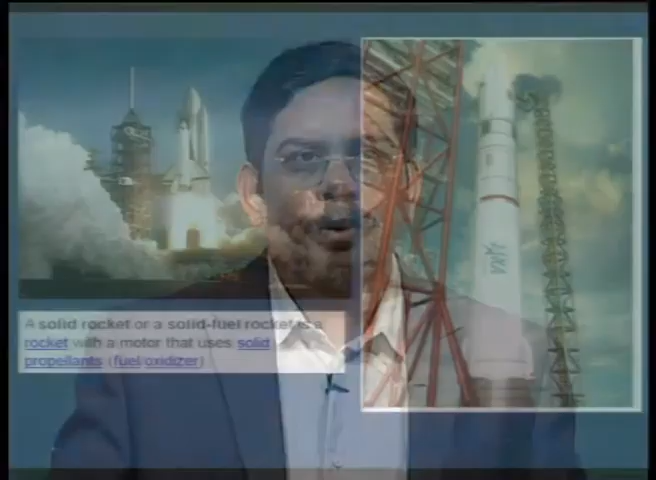 A solid rocket or a solid-fuel rocket is a
rocket with a motor that uses solid
propellants (fuel/oxidizer)